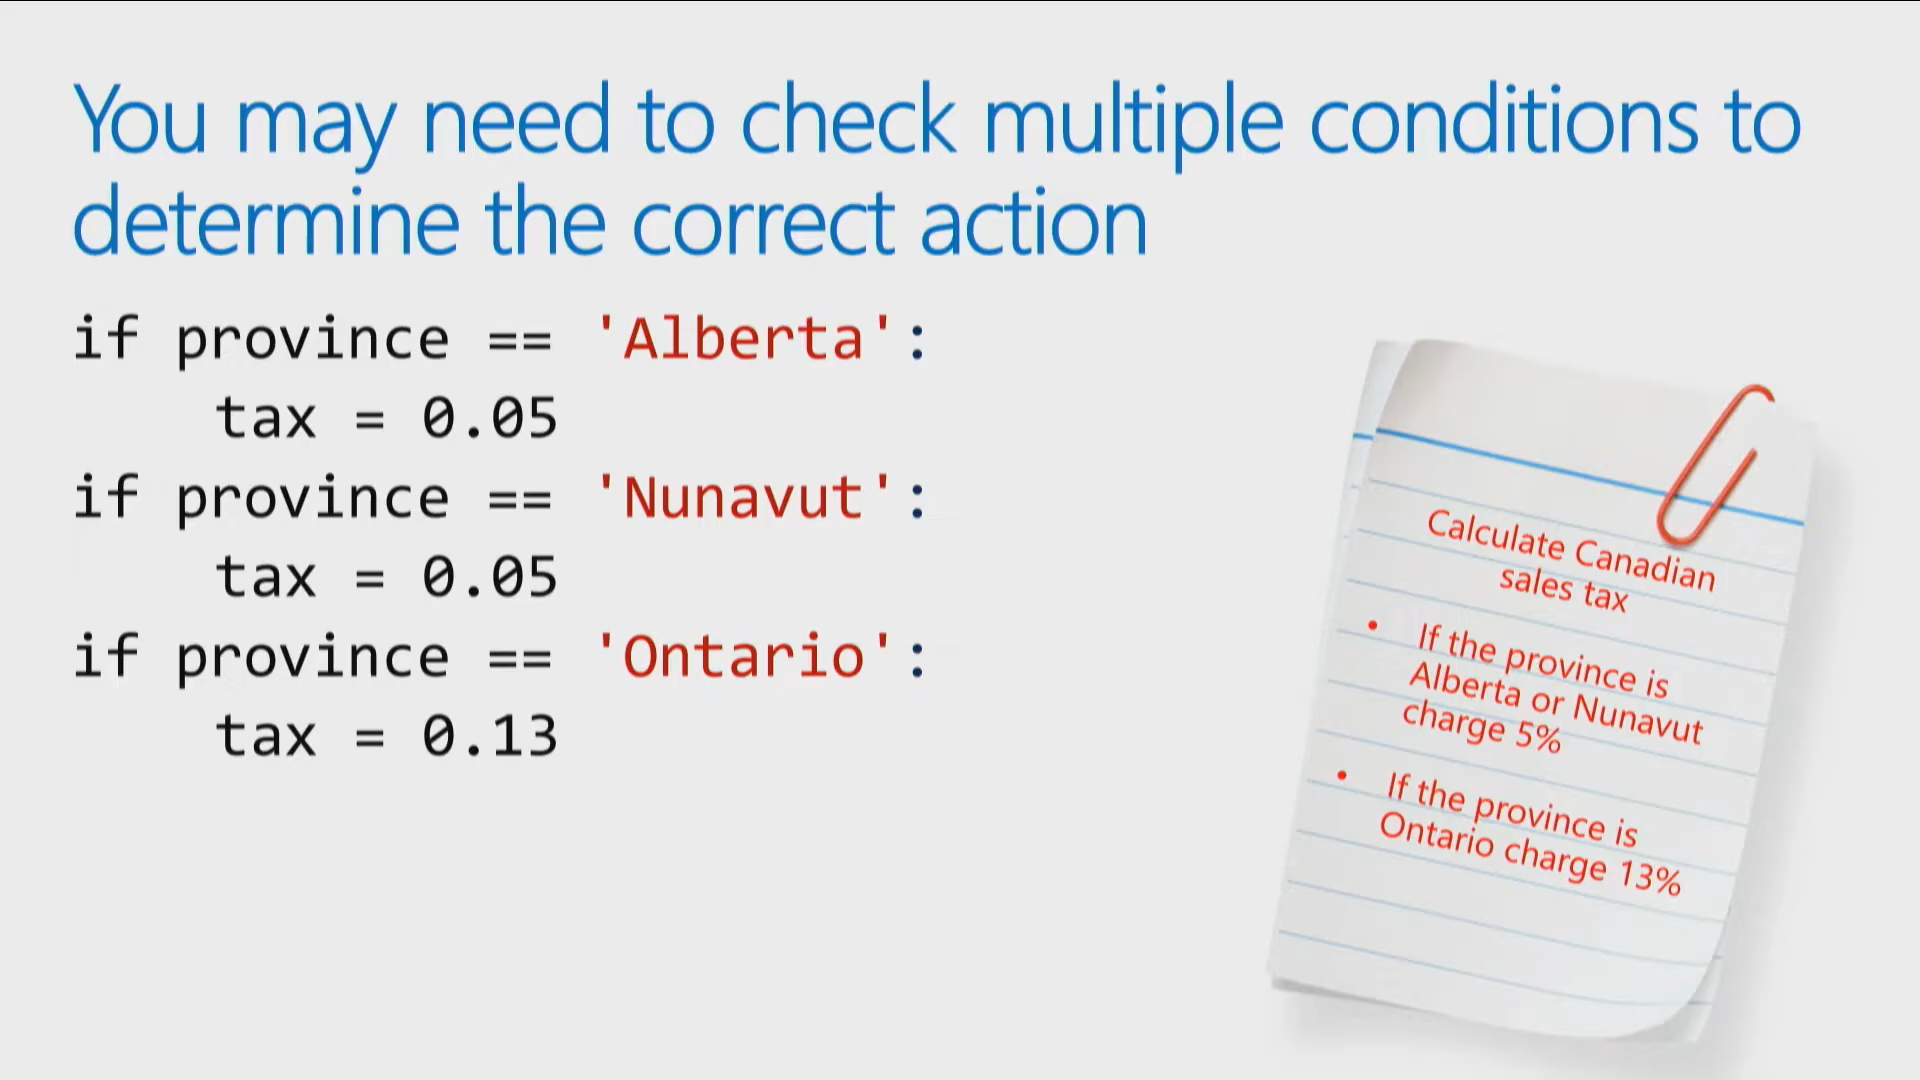 You may need to check multiple conditions to
determine the correct action
if province == 'Alberta':
    tax = 0.05
if province == 'Nunavut':
    tax = 0.05
if province == 'Ontario':
    tax = 0.13
Calculate Canadian
sales tax
• If the province is
Alberta or Nunavut
charge 5%
• If the province is
Ontario charge 13%